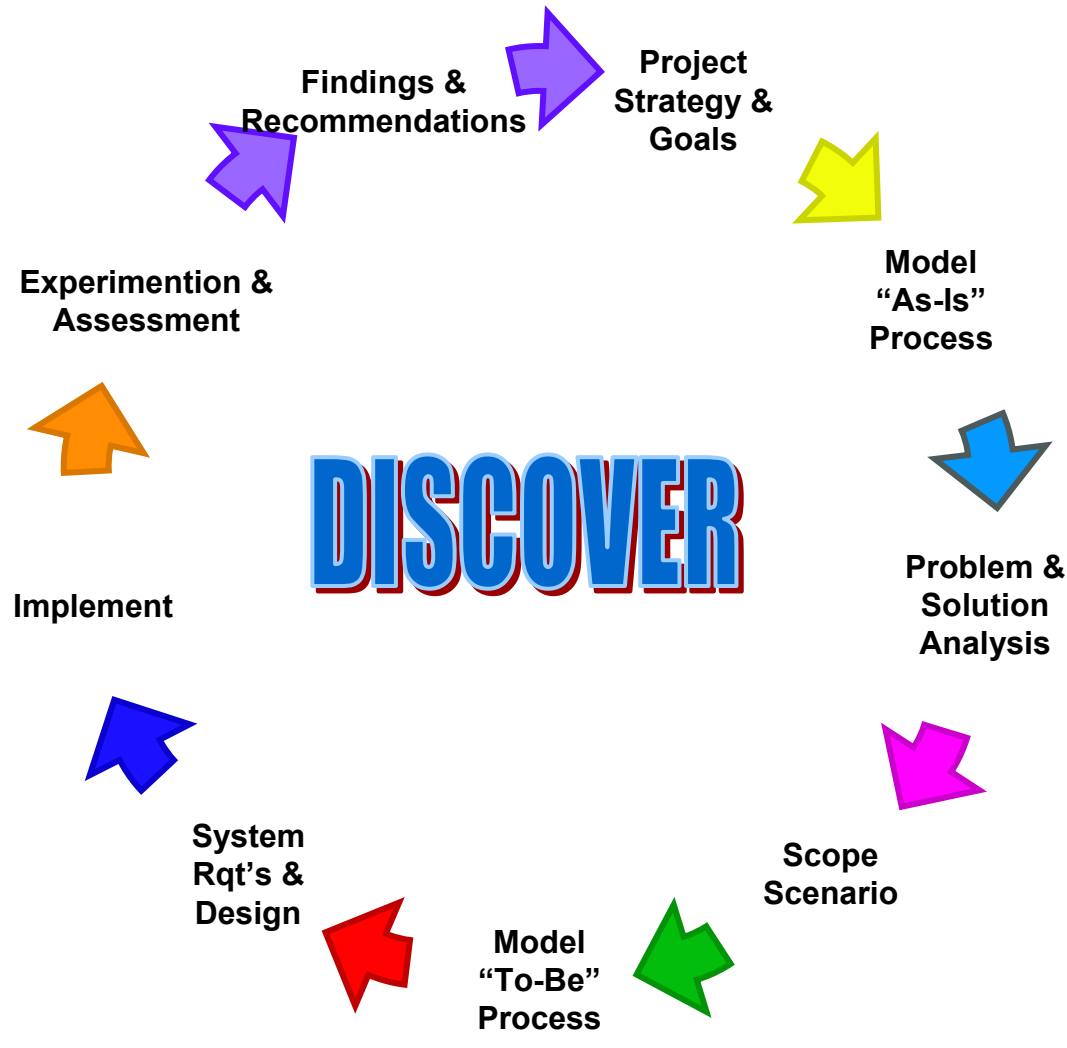 Project
Strategy &
Goals
Model
“As-Is”
Process
Problem &
Solution
Analysis
Scope
Scenario
Model
“To-Be”
Process
System
Rqt’s &
Design
Implement
Experimention &
Assessment
Findings &
Recommendations
DISCOVER